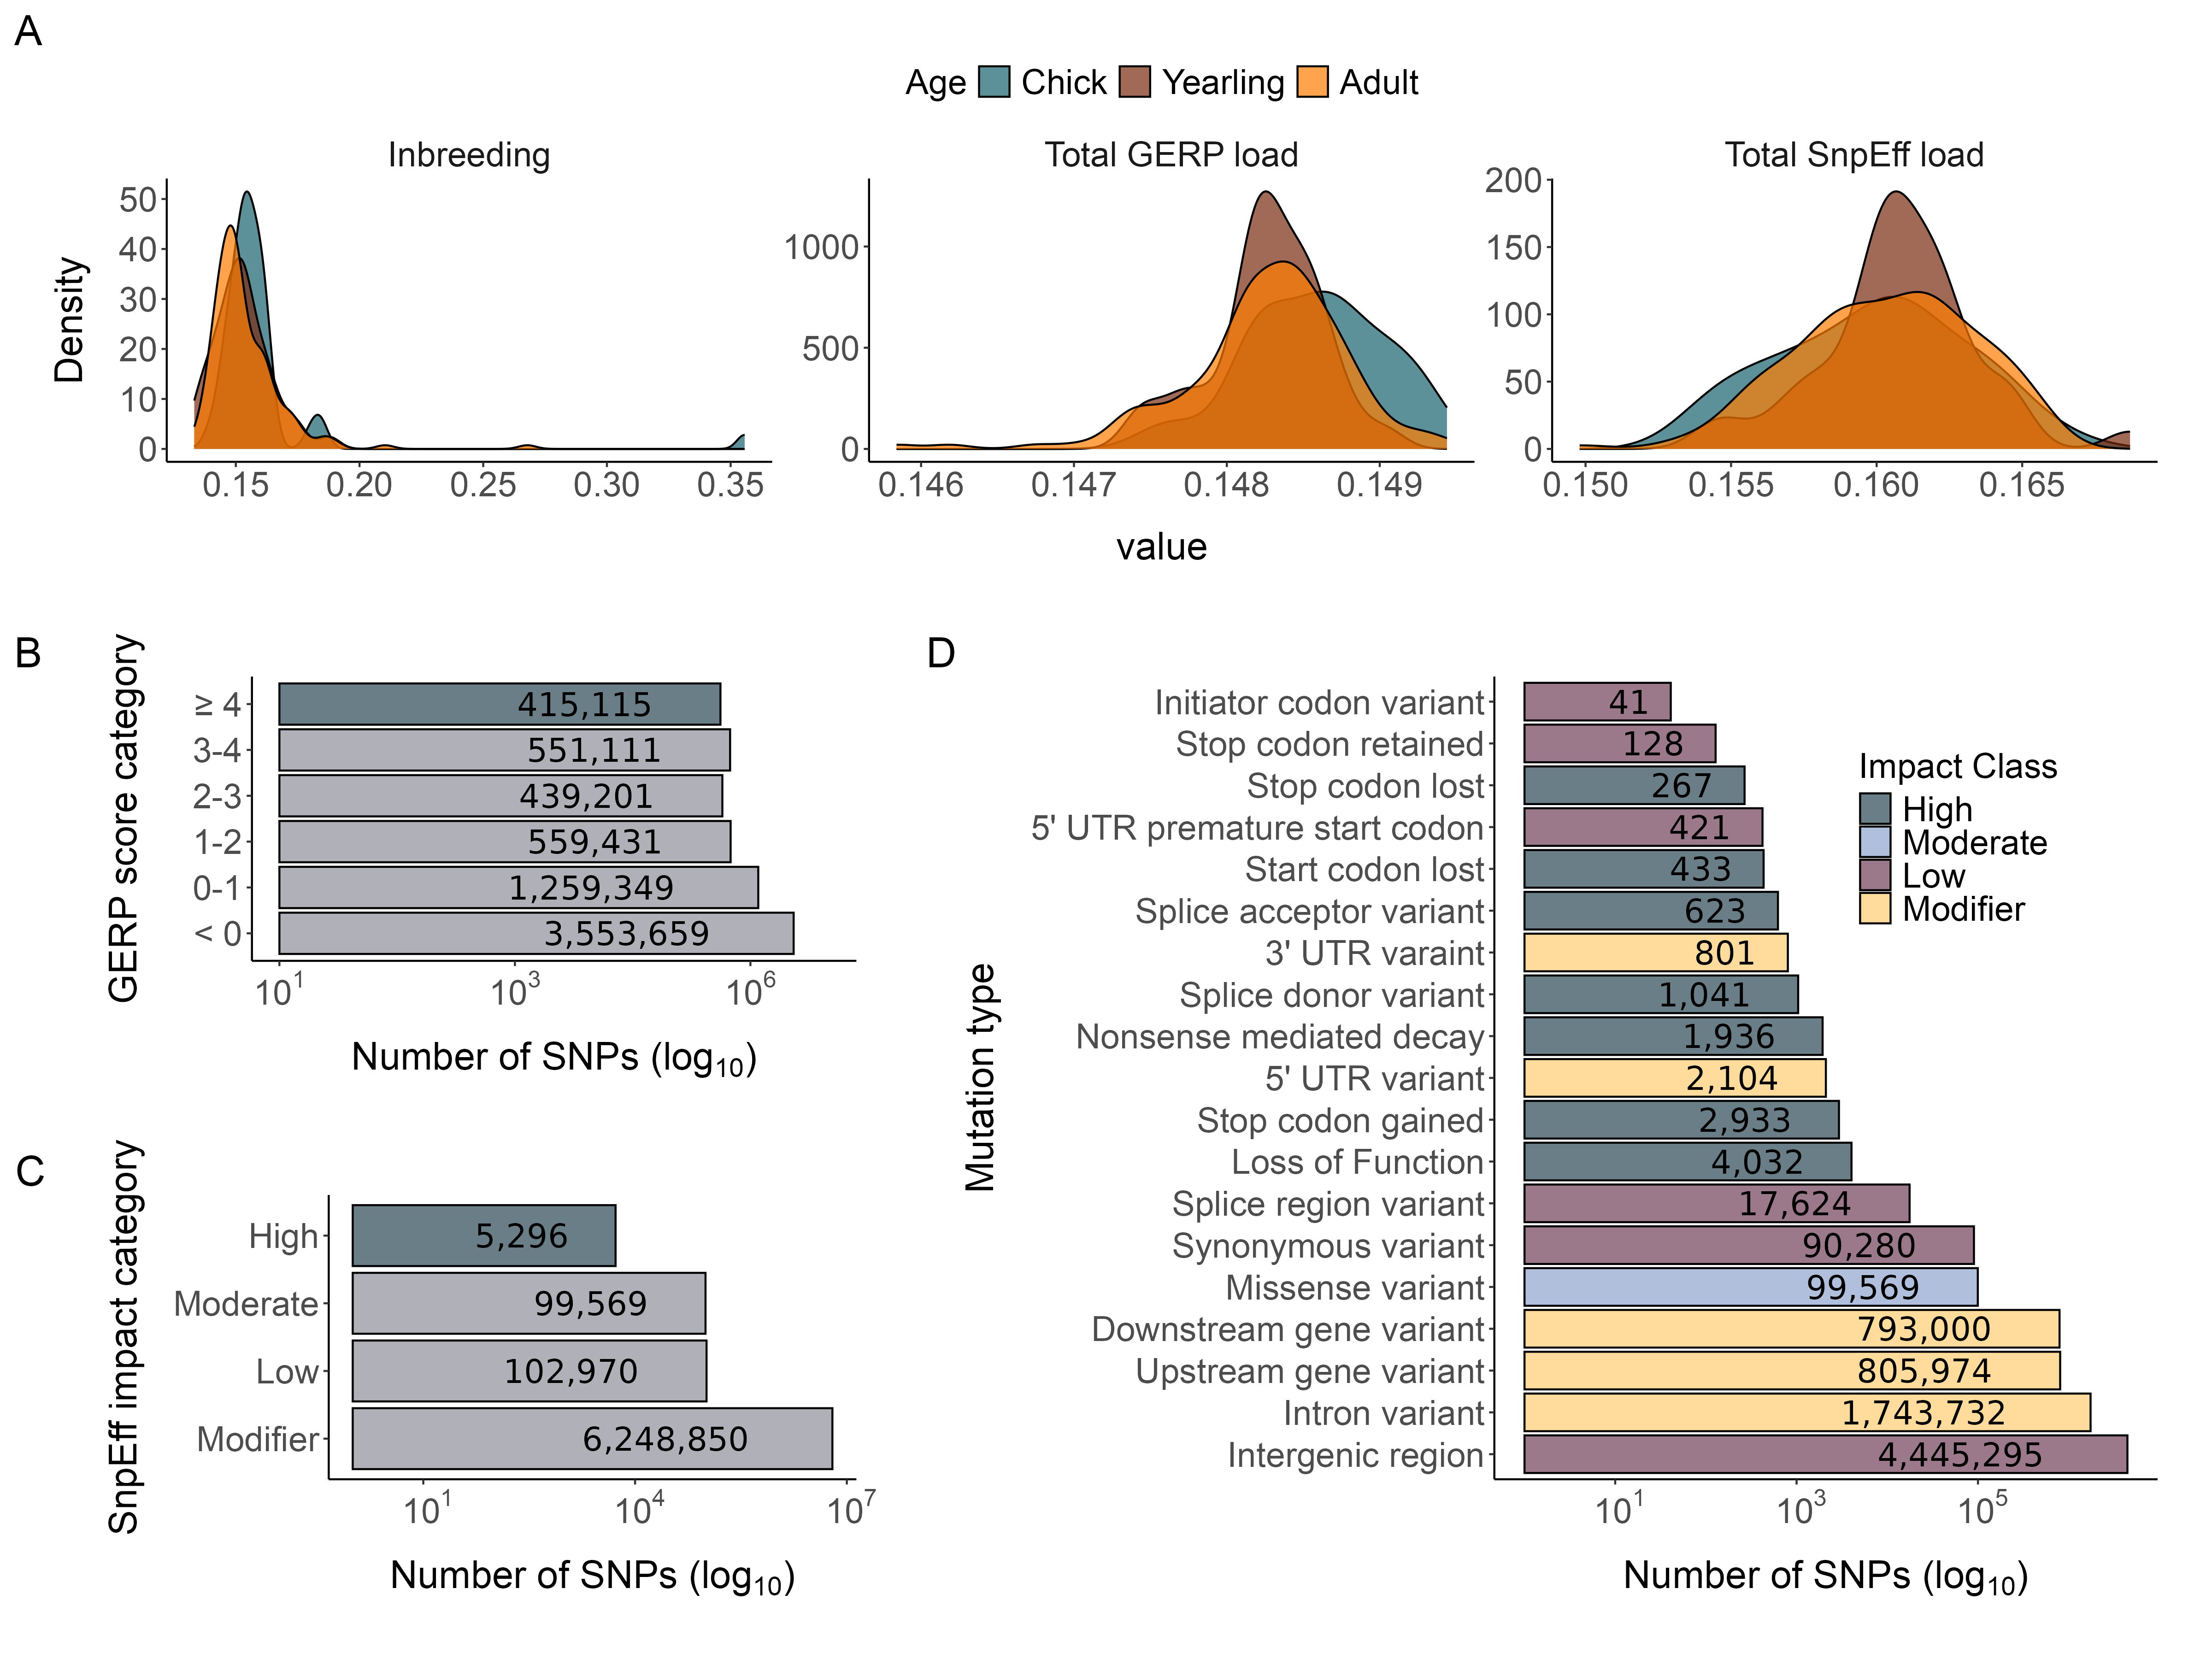 A
Age Chick Yearling Adult
Inbreeding
Total GERP load
Total SnpEff load
Density
50
40
30
20
10
0
0.15 0.20 0.25 0.30 0.35
1000
500
0
0.146 0.147 0.148 0.149
200
150
100
50
0
0.150 0.155 0.160 0.165
value
B
GERP score category
≥ 4 415,115
3-4 551,111
2-3 439,201
1-2 559,431
0-1 1,259,349
< 0 3,553,659
10¹ 10³ 10⁶
Number of SNPs (log₁₀)
C
SnpEff impact category
High 5,296
Moderate 99,569
Low 102,970
Modifier 6,248,850
10¹ 10⁴ 10⁷
Number of SNPs (log₁₀)
D
Mutation type
Initiator codon variant 41
Stop codon retained 128
Stop codon lost 267
5' UTR premature start codon 421
Start codon lost 433
Splice acceptor variant 623
3' UTR varaint 801
Splice donor variant 1,041
Nonsense mediated decay 1,936
5' UTR variant 2,104
Stop codon gained 2,933
Loss of Function 4,032
Splice region variant 17,624
Synonymous variant 90,280
Missense variant 99,569
Downstream gene variant 793,000
Upstream gene variant 805,974
Intron variant 1,743,732
Intergenic region 4,445,295
10¹ 10³ 10⁵
Number of SNPs (log₁₀)
Impact Class
High
Moderate
Low
Modifier